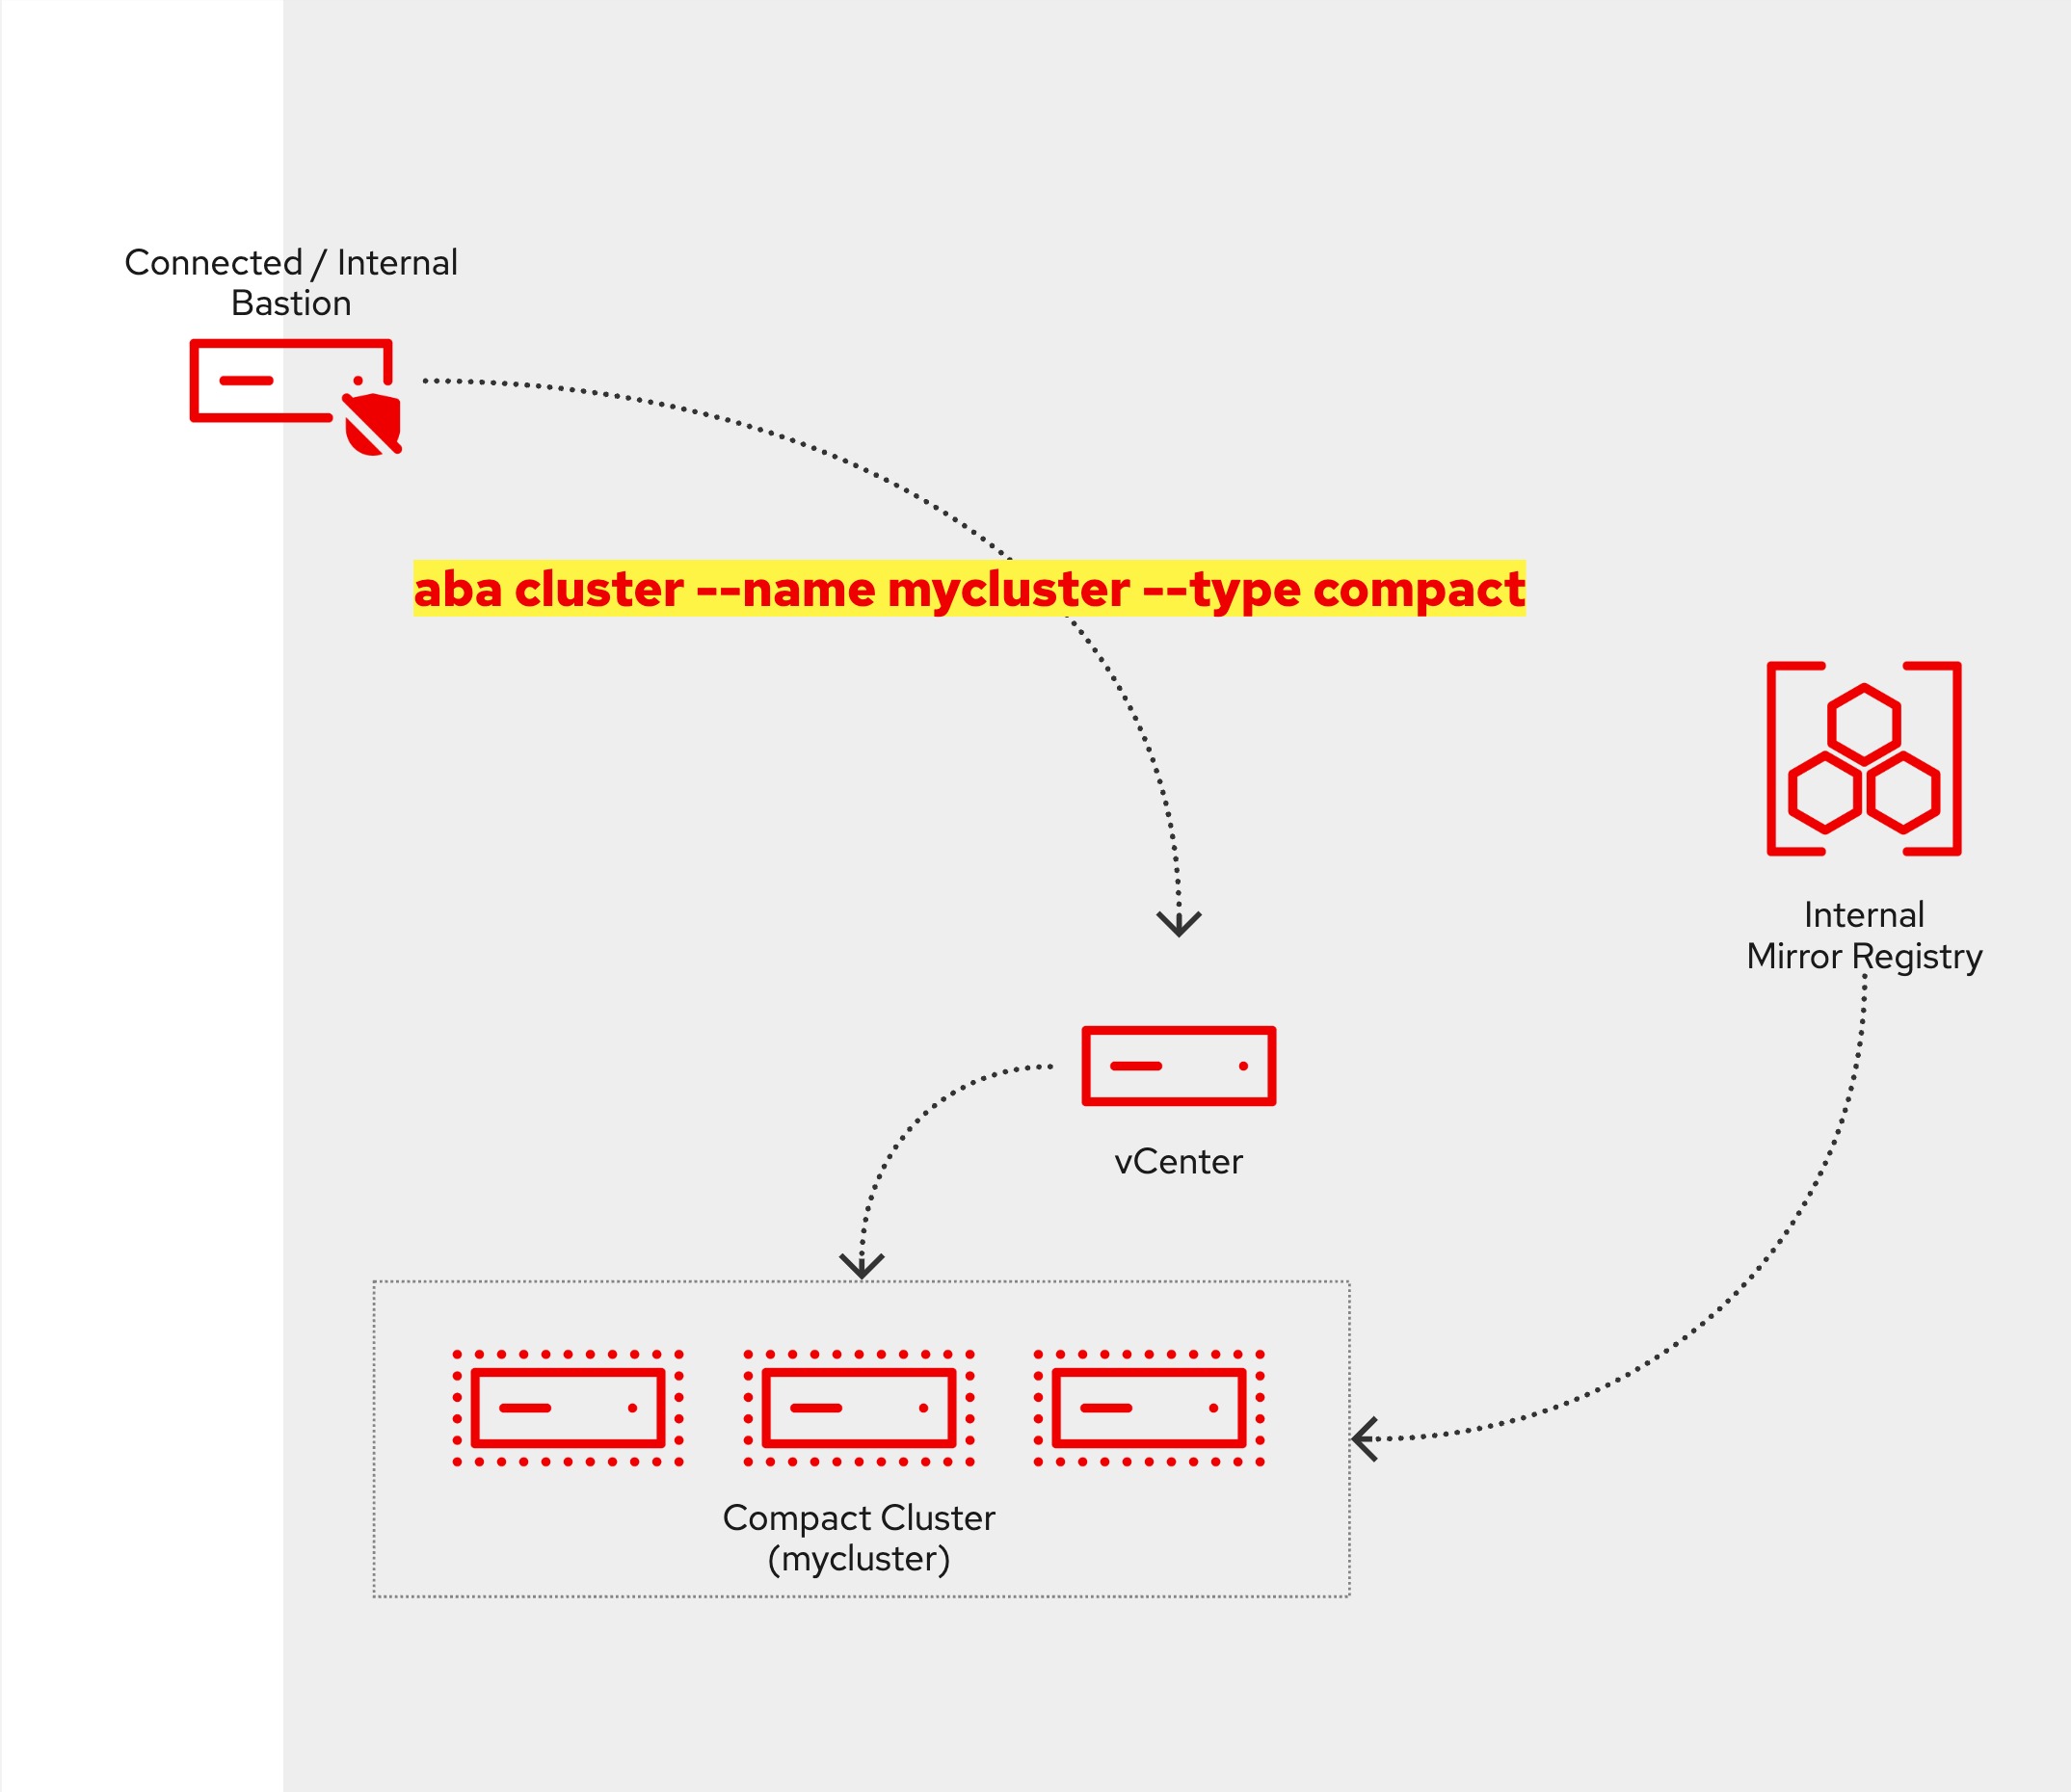 Connected / Internal
Bastion
aba cluster --name mycluster --type compact
Internal
Mirror Registry
vCenter
Compact Cluster
(mycluster)